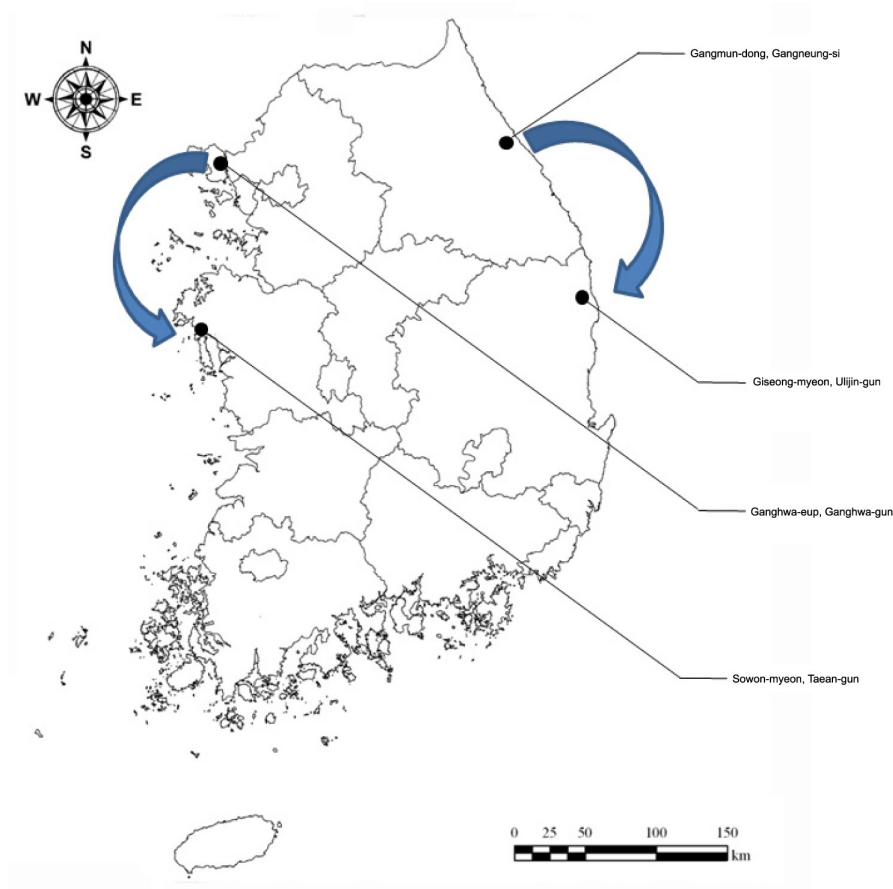 N
W E
S
Gangmun-dong, Gangneung-si
Giseong-myeon, Ulijin-gun
Ganghwa-eup, Ganghwa-gun
Sowon-myeon, Taean-gun
0 25 50 100 150
km